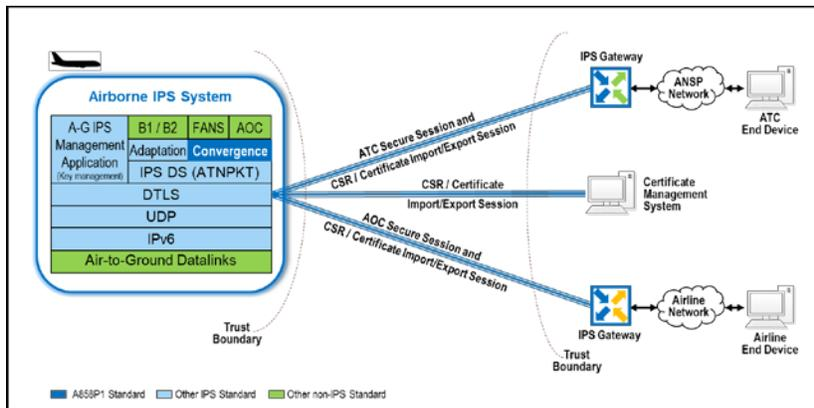 Airborne IPS System
A-G IPS
Management
Application
(Key management)
B1 / B2
FANS
AOC
Adaptation
Convergence
IPS DS (ATNPKT)
DTLS
UDP
IPv6
Air-to-Ground Datalinks
Trust
Boundary
ATC Secure Session and
CSR / Certificate Import/Export Session
CSR / Certificate
Import/Export Session
AOC Secure Session and
CSR / Certificate Import/Export Session
IPS Gateway
ANSP
Network
ATC
End Device
Certificate
Management
System
Airline
Network
Airline
End Device
IPS Gateway
Trust
Boundary
A858P1 Standard
Other IPS Standard
Other non-IPS Standard